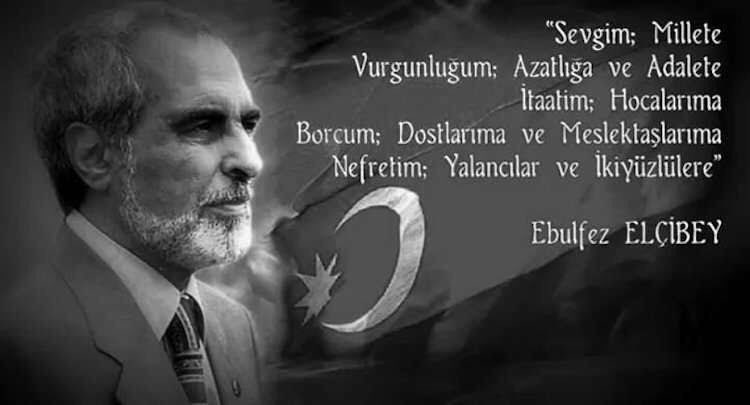 "Sevgim; Millete
Vurgunluğum; Azatlığa ve Adalete
İtaatim; Hocalarıma
Borcum; Dostlarıma ve Meslektaşlarıma
Nefretim; Yalancılar ve İkiyüzlülere"
Ebulfez ELÇİBEY